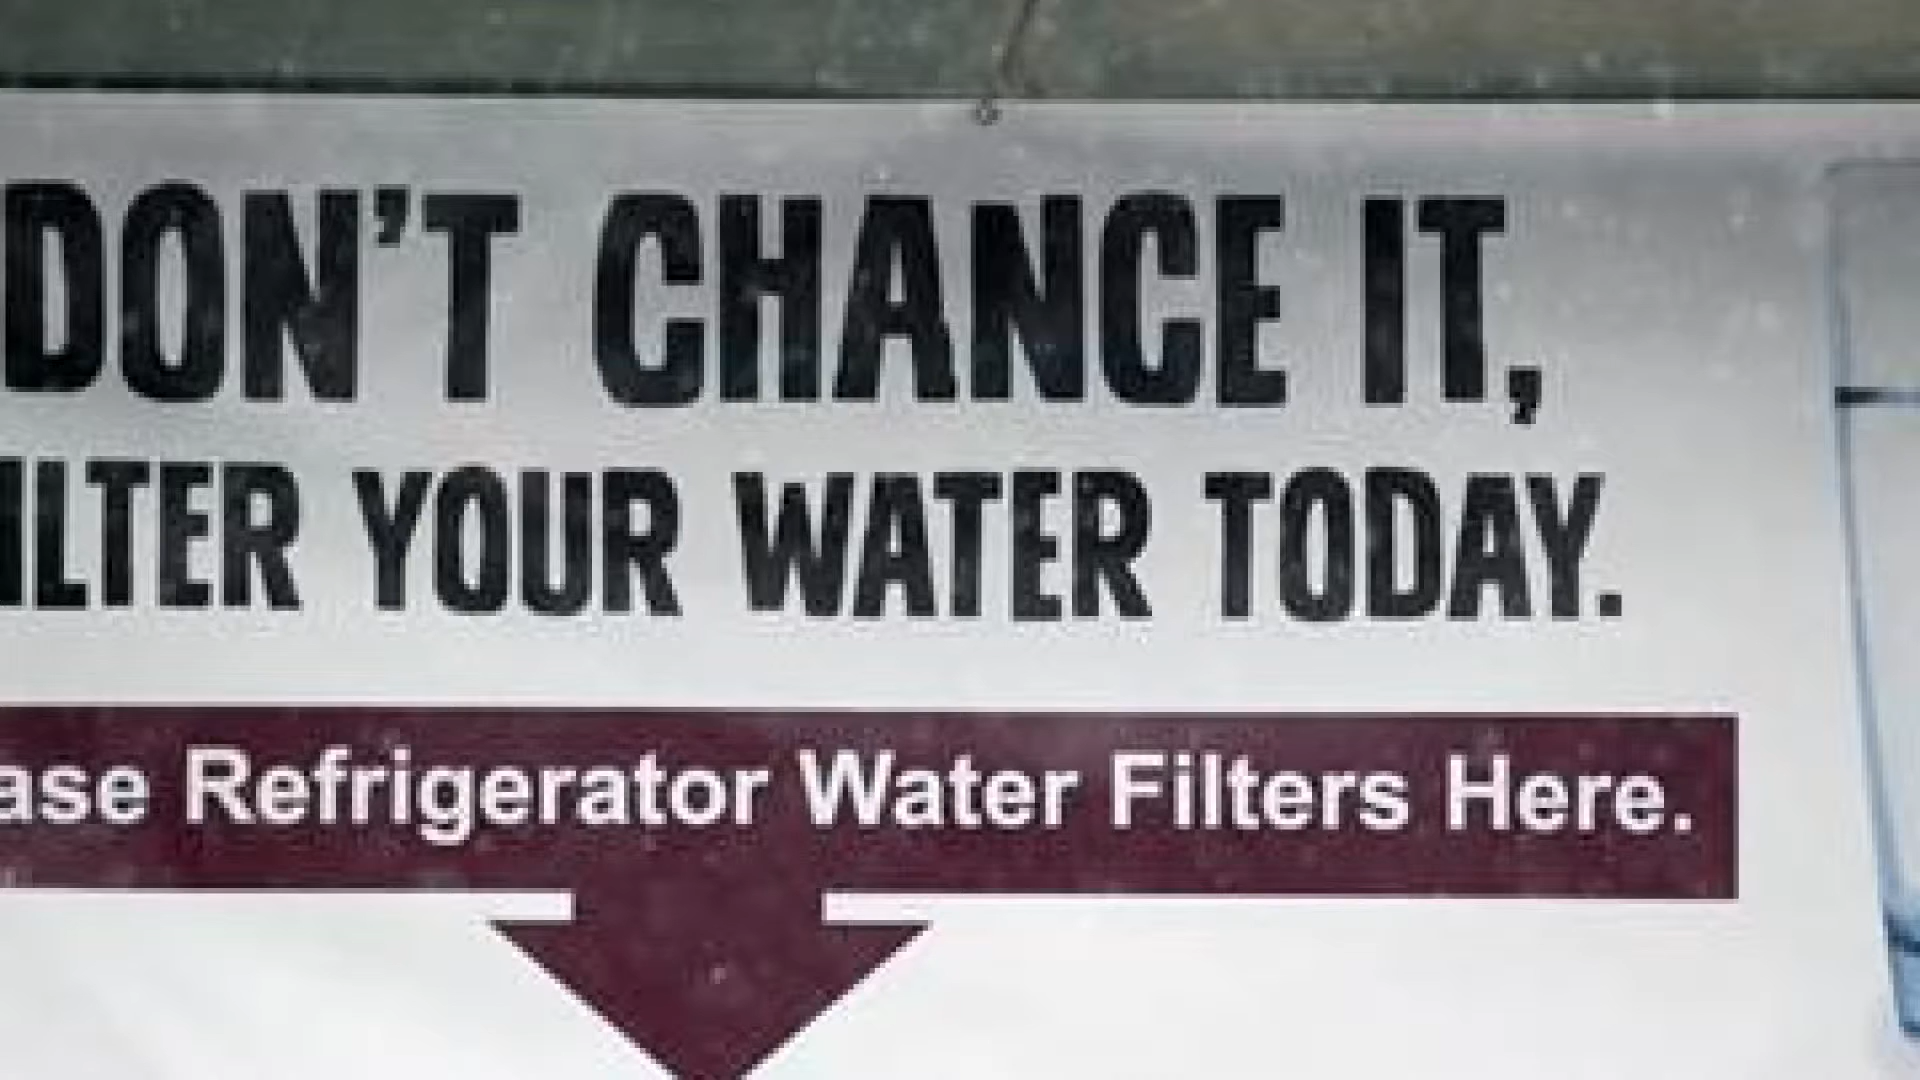 DON'T CHANCE IT,
ILTER YOUR WATER TODAY.
ase Refrigerator Water Filters Here.